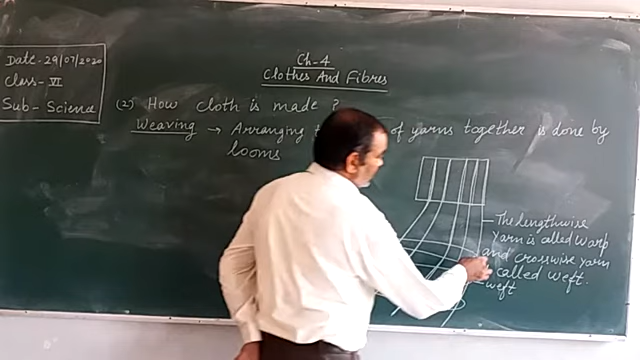 Date- 29/07/2020
Class- VI
Sub- Science
Ch-4
Clothes And Fibres
(2) How cloth is made ?
Weaving → Arranging of yarns together is done by
looms
The lengthwise
yarn is called warp
and crosswise yarn
called weft.
weft